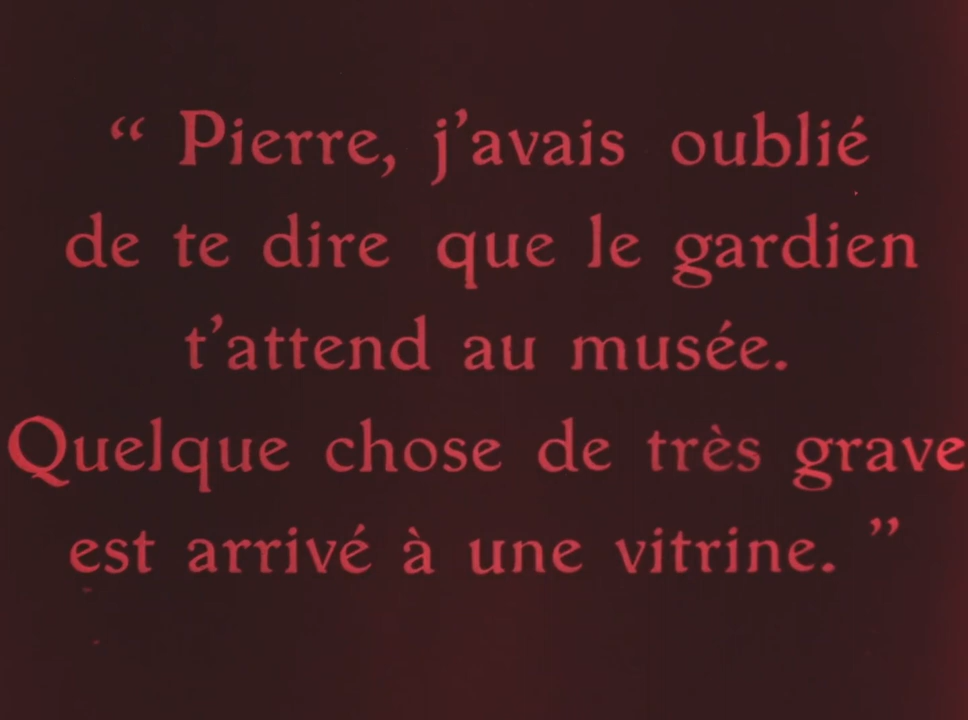 “ Pierre, j’avais oublié
de te dire que le gardien
t’attend au musée.
Quelque chose de très grave
est arrivé à une vitrine. ”